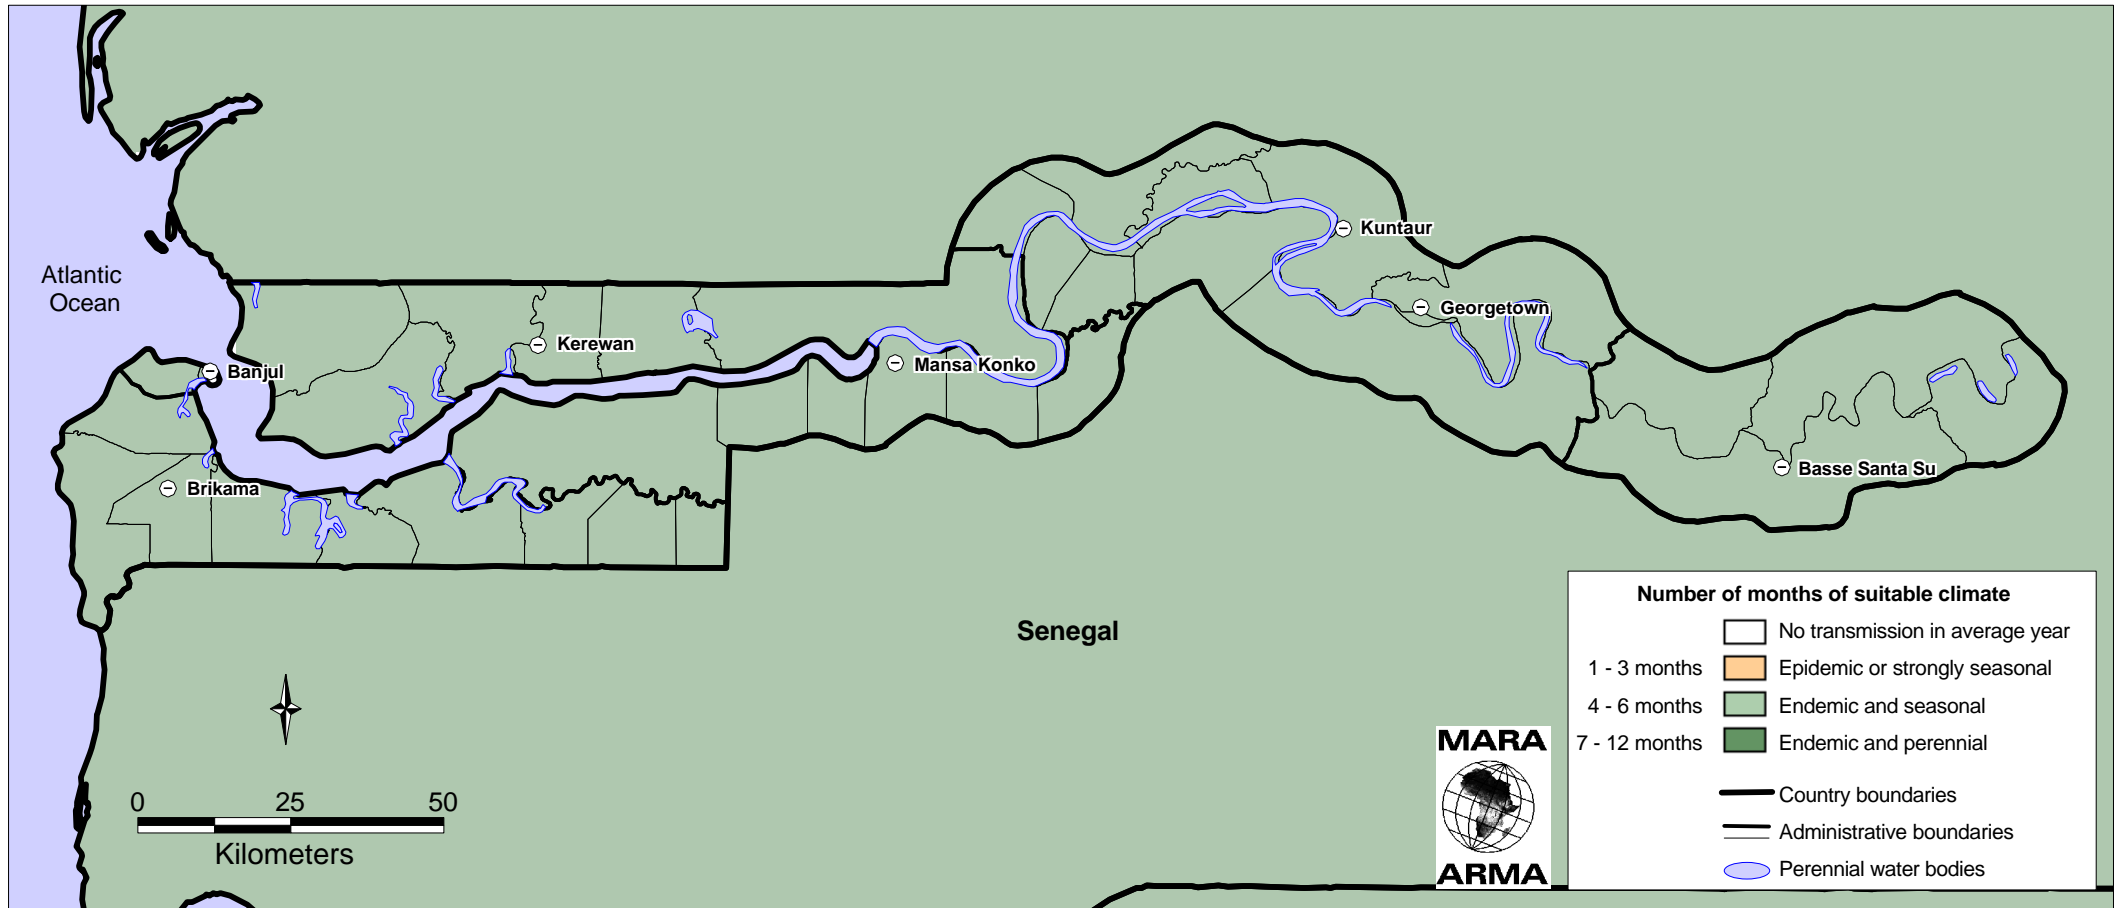 Atlantic
Ocean
Kuntaur
Georgetown
Kerewan
Mansa Konko
Banjul
Brikama
Basse Santa Su
Senegal
0 25 50
Kilometers
MARA
ARMA
Number of months of suitable climate
No transmission in average year
1 - 3 months Epidemic or strongly seasonal
4 - 6 months Endemic and seasonal
7 - 12 months Endemic and perennial
Country boundaries
Administrative boundaries
Perennial water bodies